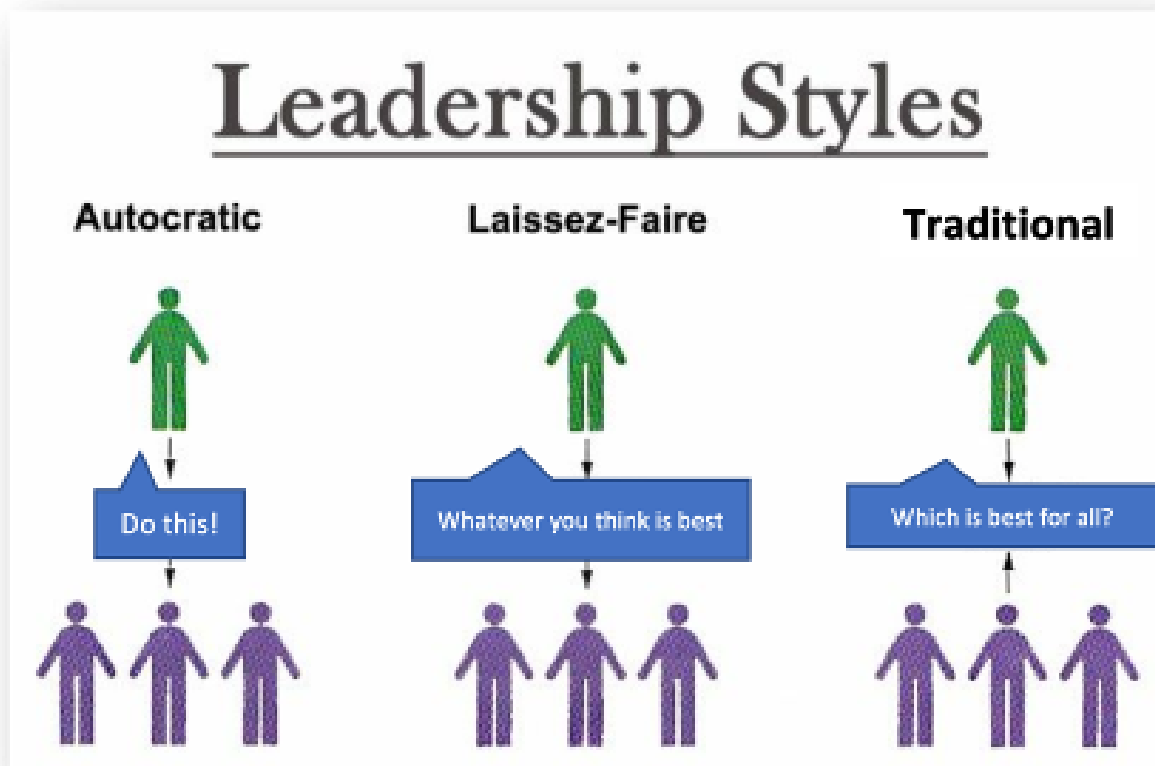 Leadership Styles
Autocratic
Laissez-Faire
Traditional
Do this!
Whatever you think is best
Which is best for all?